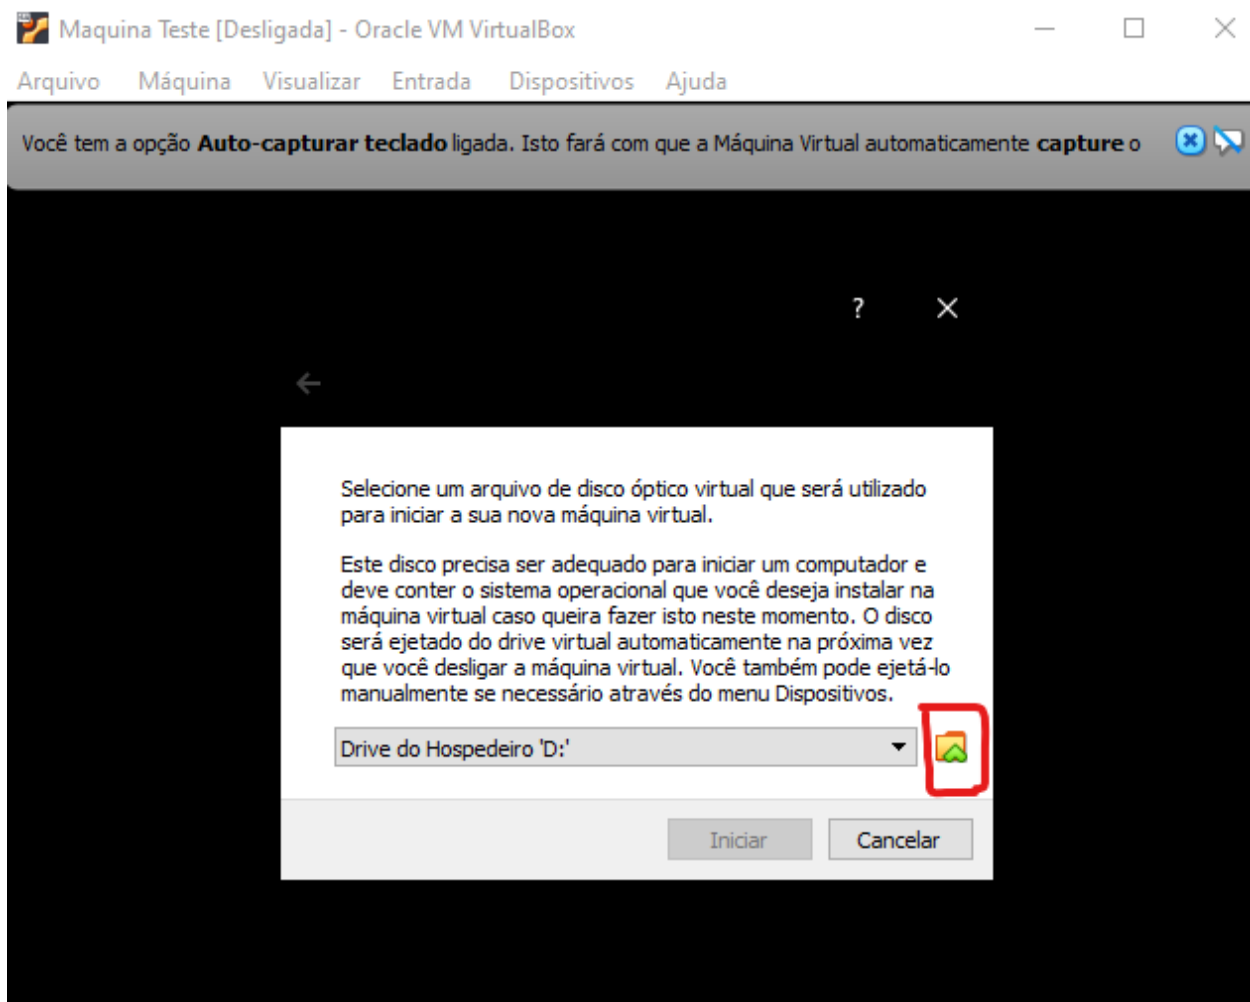 Maquina Teste [Desligada] - Oracle VM VirtualBox
Arquivo Máquina Visualizar Entrada Dispositivos Ajuda
Você tem a opção Auto-capturar teclado ligada. Isto fará com que a Máquina Virtual automaticamente capture o
?
Selecione um arquivo de disco óptico virtual que será utilizado
para iniciar a sua nova máquina virtual.
Este disco precisa ser adequado para iniciar um computador e
deve conter o sistema operacional que você deseja instalar na
máquina virtual caso queira fazer isto neste momento. O disco
será ejetado do drive virtual automaticamente na próxima vez
que você desligar a máquina virtual. Você também pode ejetá-lo
manualmente se necessário através do menu Dispositivos.
Drive do Hospedeiro 'D:'
Iniciar Cancelar